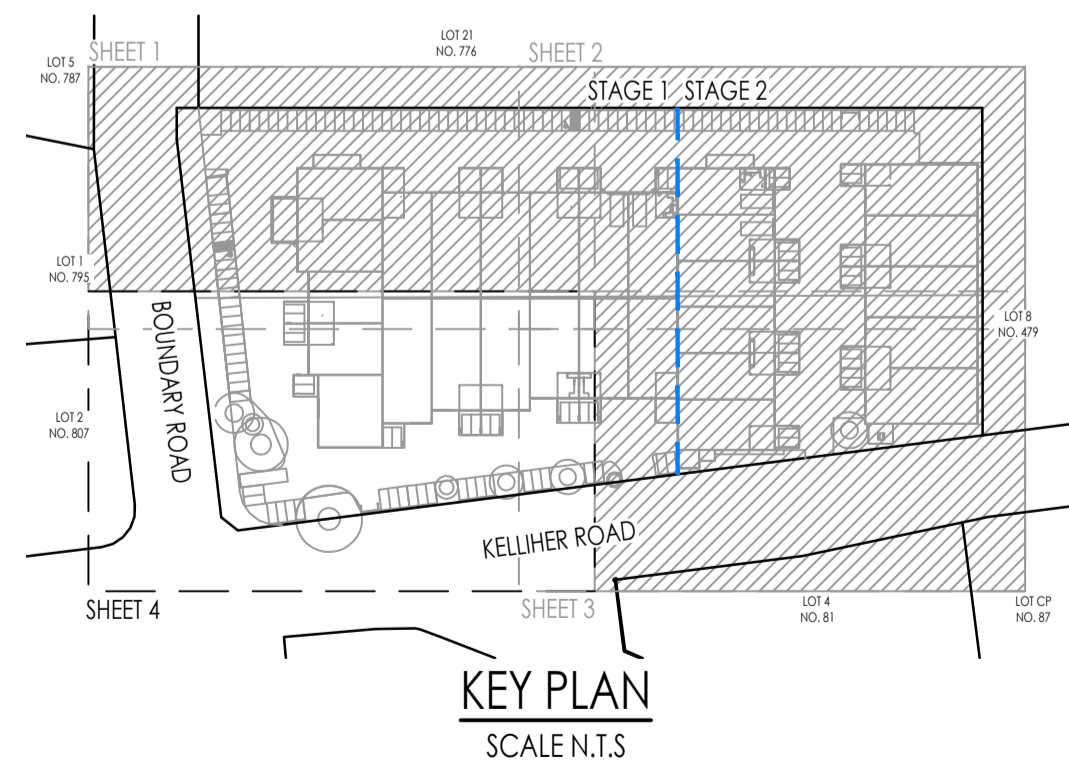 LOT 21
NO. 776
SHEET 1
SHEET 2
LOT 5
NO. 787
STAGE 1
STAGE 2
LOT 1
NO. 795
BOUNDARY ROAD
LOT 8
NO. 479
LOT 2
NO. 807
KELLIHER ROAD
SHEET 4
SHEET 3
LOT 4
NO. 81
LOT CP
NO. 87
KEY PLAN
SCALE N.T.S